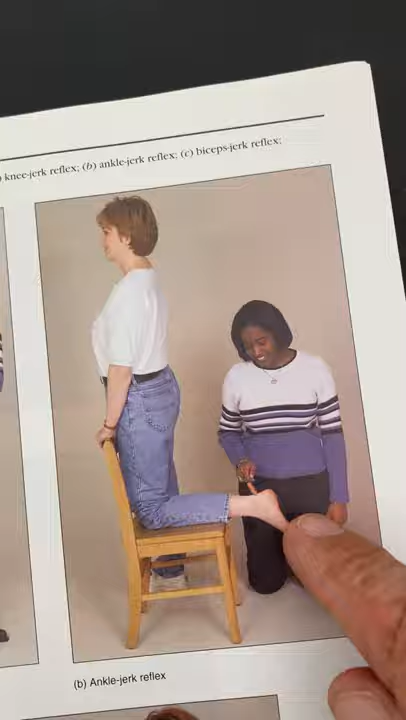 knee-jerk reflex; (b) ankle-jerk reflex; (c) biceps-jerk reflex;
(b) Ankle-jerk reflex